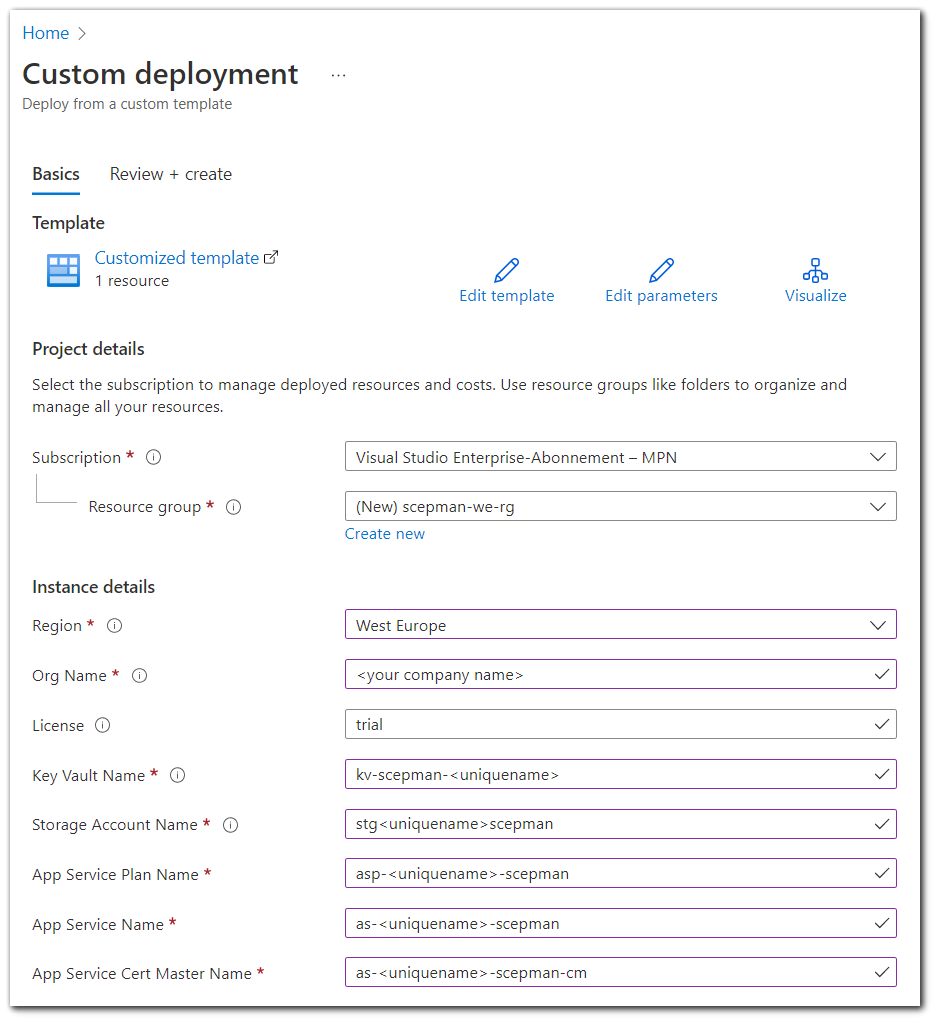 Home
Custom deployment ...
Deploy from a custom template
Basics Review + create
Template
Customized template
1 resource
Edit template Edit parameters Visualize
Project details
Select the subscription to manage deployed resources and costs. Use resource groups like folders to organize and
manage all your resources.
Subscription * Visual Studio Enterprise-Abonnement – MPN
Resource group * (New) scepman-we-rg
Create new
Instance details
Region * West Europe
Org Name * <your company name>
License trial
Key Vault Name * kv-scepman-<uniquename>
Storage Account Name * stg<uniquename>scepman
App Service Plan Name * asp-<uniquename>-scepman
App Service Name * as-<uniquename>-scepman
App Service Cert Master Name * as-<uniquename>-scepman-cm